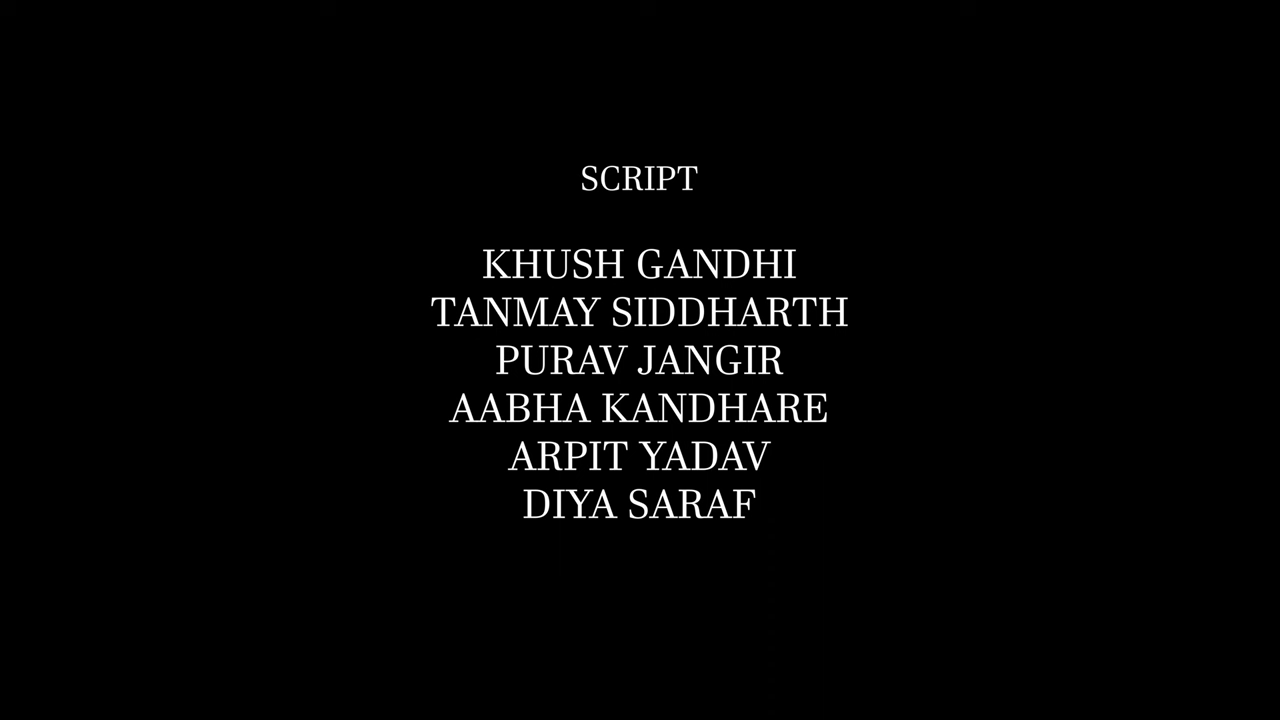 SCRIPT
KHUSH GANDHI
TANMAY SIDDHARTH
PURAV JANGIR
AABHA KANDHARE
ARPIT YADAV
DIYA SARAF